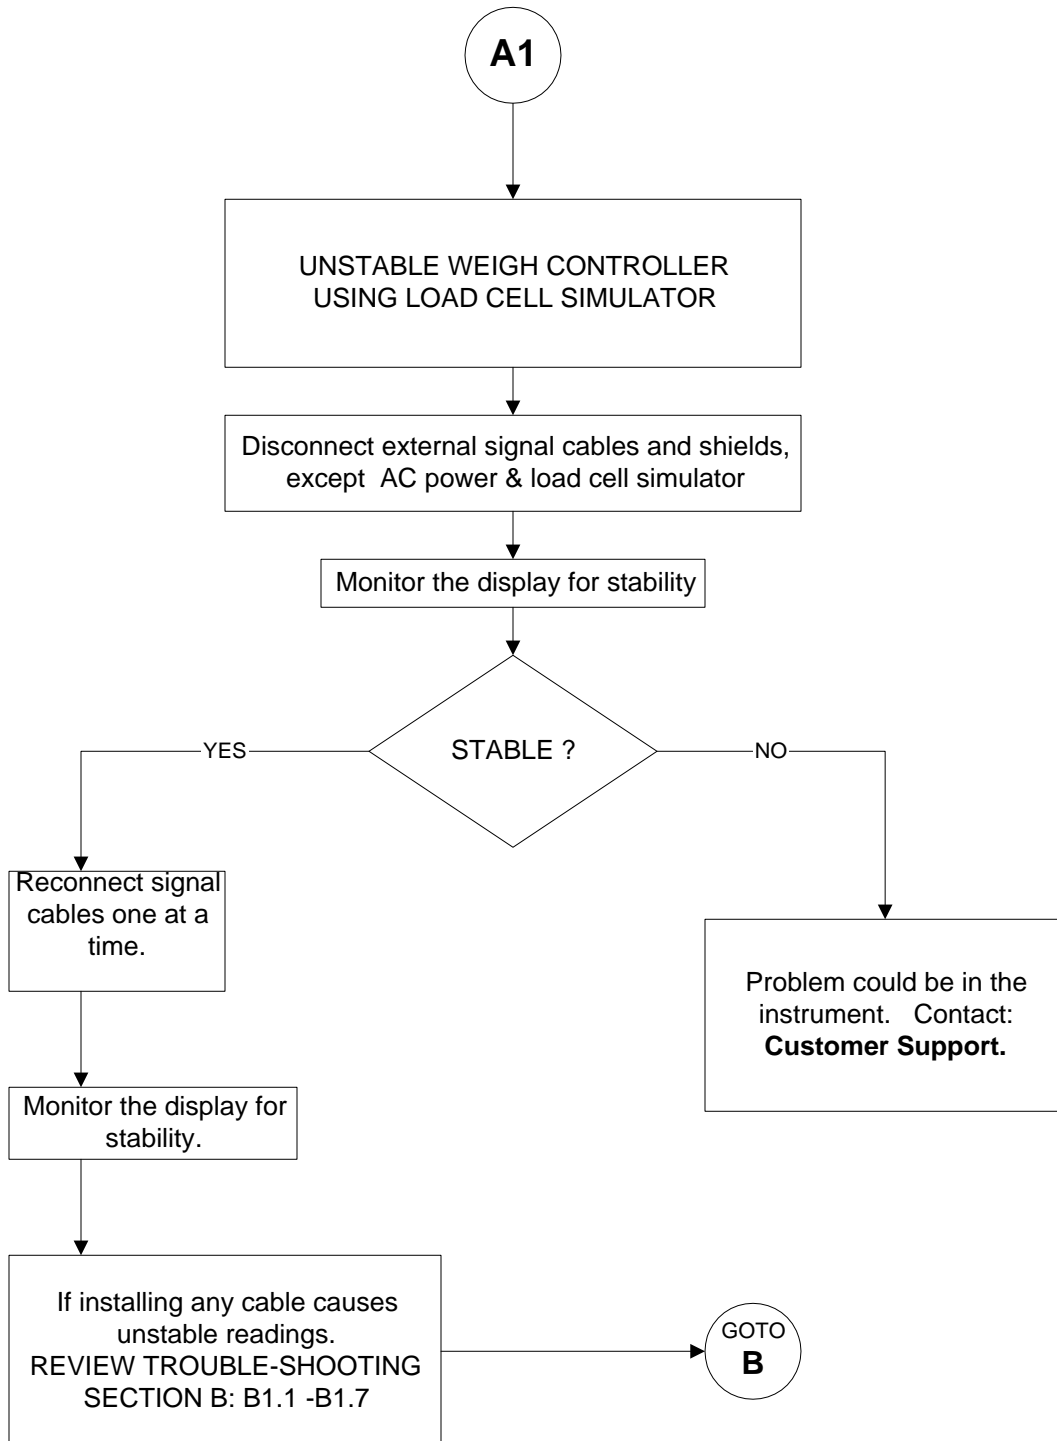 A1
UNSTABLE WEIGH CONTROLLER
USING LOAD CELL SIMULATOR
Disconnect external signal cables and shields,
except AC power & load cell simulator
Monitor the display for stability
STABLE ?
YES
NO
Reconnect signal
cables one at a
time.
Problem could be in the
instrument. Contact:
Customer Support.
Monitor the display for
stability.
If installing any cable causes
unstable readings.
REVIEW TROUBLE-SHOOTING
SECTION B: B1.1 -B1.7
GOTO
B